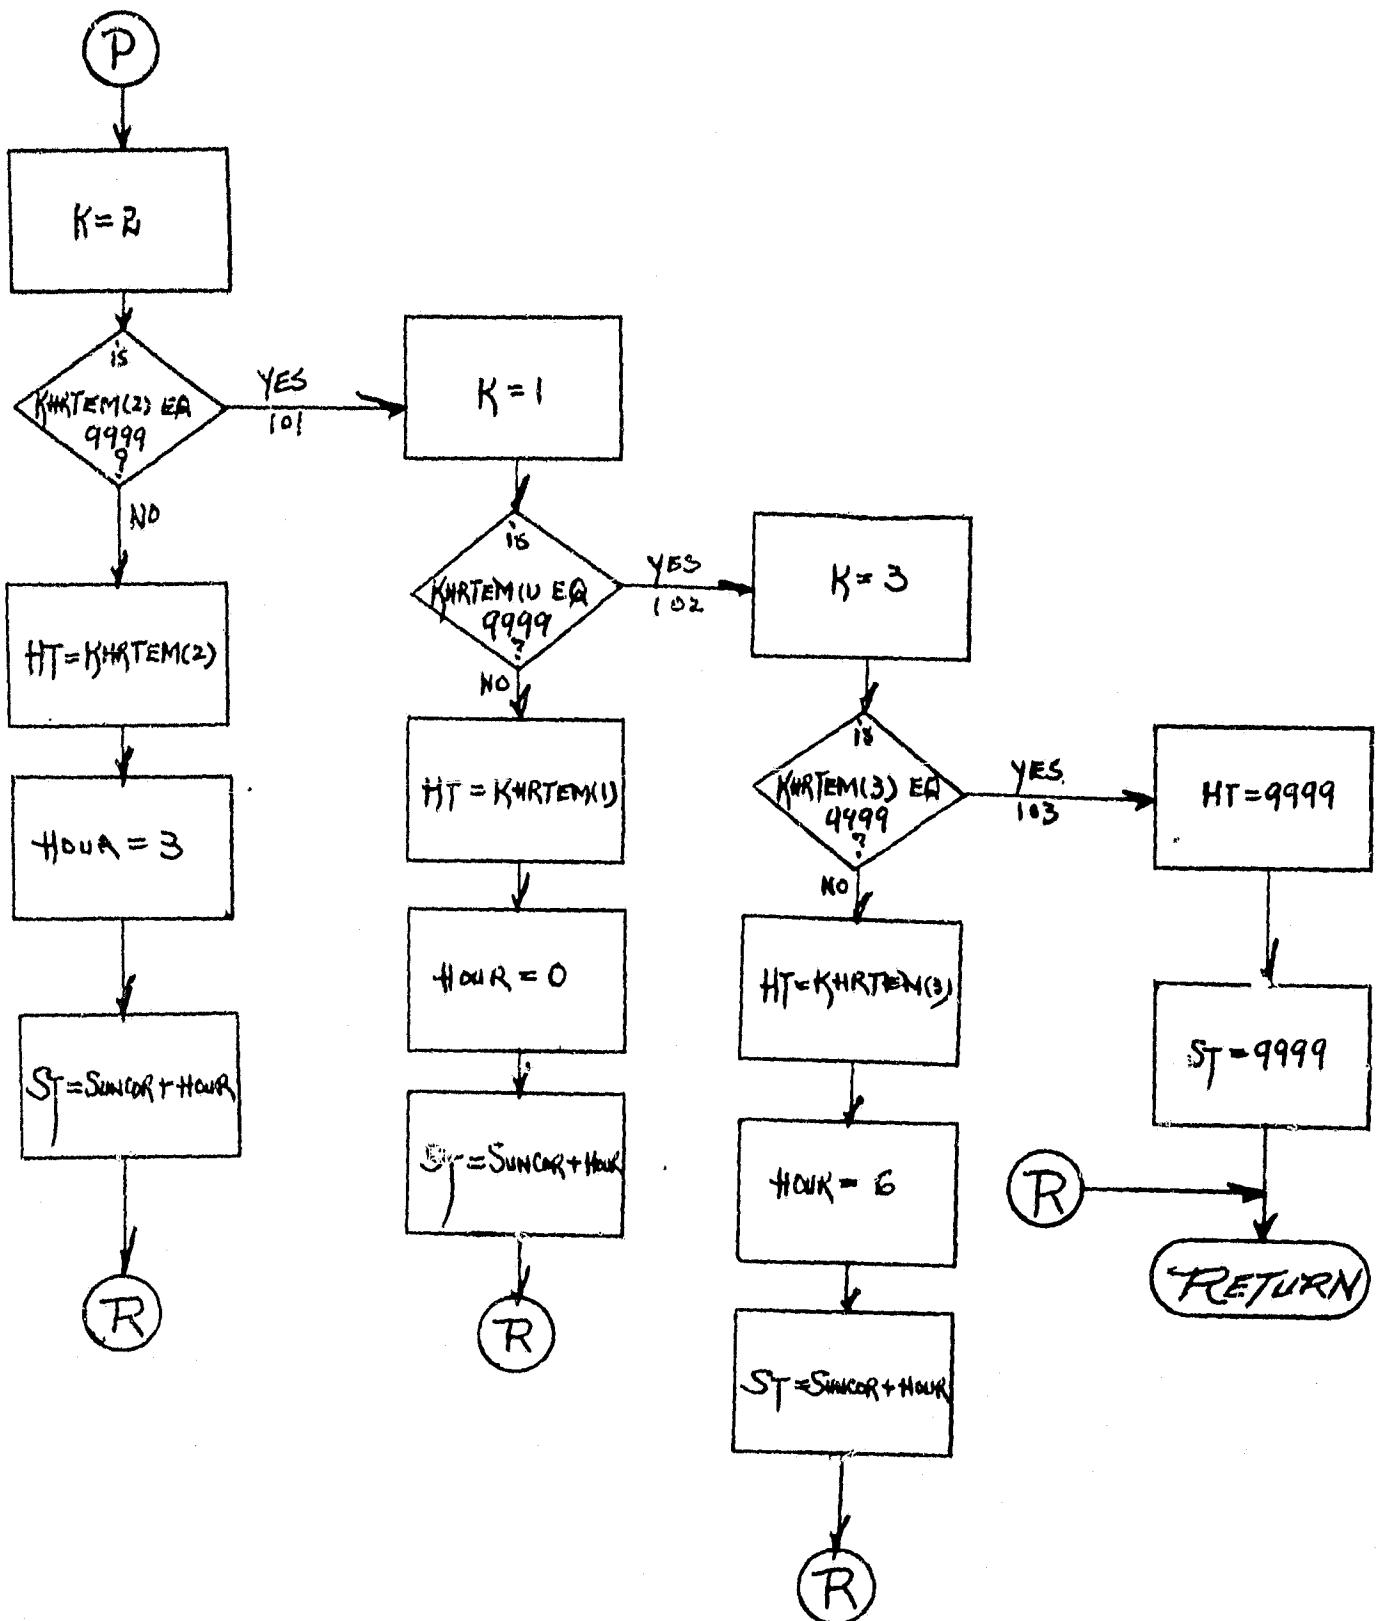 P
K=2
is
KHRTEM(2) EQ
9999
?
YES
101
NO
HT=KHRTEM(2)
HOUR = 3
ST=SUNCOR+HOUR
R
K=1
is
KHRTEM(1) EQ
9999
?
YES
102
NO
HT=KHRTEM(1)
HOUR = 0
ST=SUNCOR+HOUR
R
K=3
is
KHRTEM(3) EQ
9999
?
YES
103
NO
HT=KHRTEM(3)
HOUR = 6
ST=SUNCOR+HOUR
R
HT=9999
ST=9999
R
RETURN